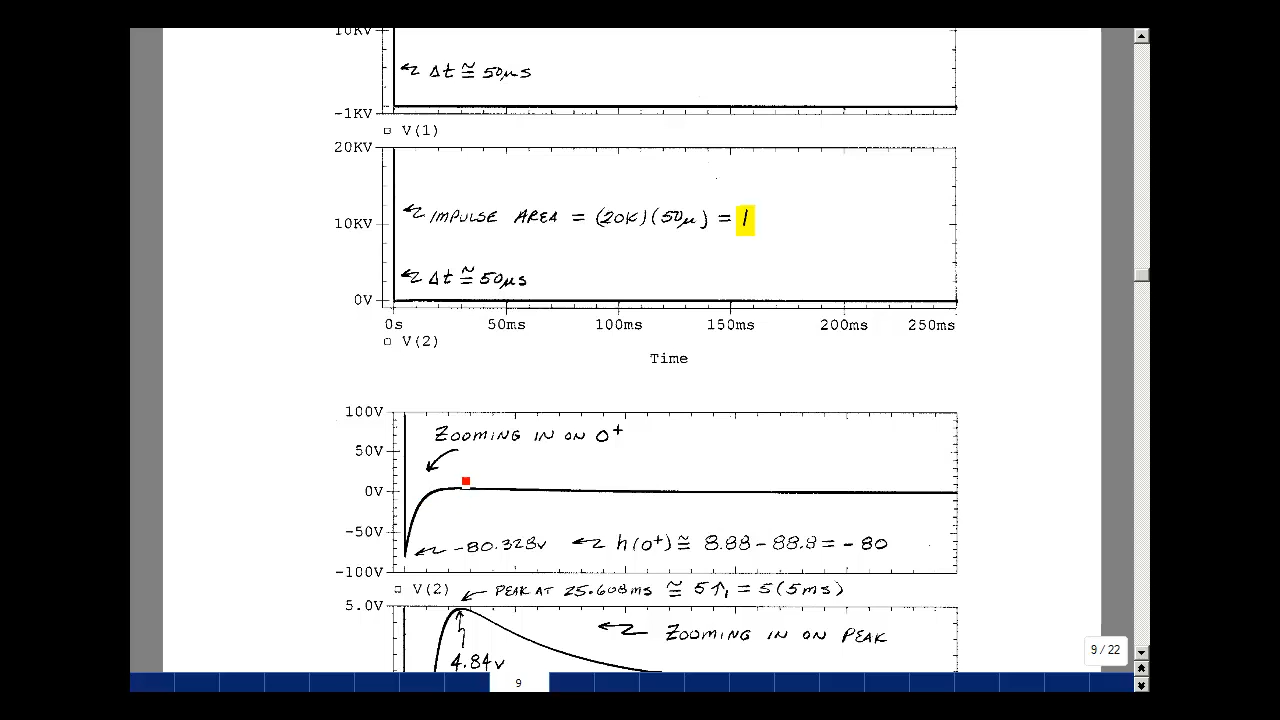 10KV
← Δt ≅ 50μs
-1KV
▫ V(1)
20KV
← IMPULSE AREA = (20K)(50μ) = 1
10KV
← Δt ≅ 50μs
0V
0s 50ms 100ms 150ms 200ms 250ms
▫ V(2)
Time
100V
ZOOMING IN ON 0⁺
50V
0V
-50V
← -80.328V ← h(0⁺) ≅ 8.88 - 88.8 = -80
-100V
▫ V(2) ← PEAK AT 25.608ms ≅ 5τ₁ = 5(5ms)
5.0V
← ZOOMING IN ON PEAK
4.84V
9 / 22
9